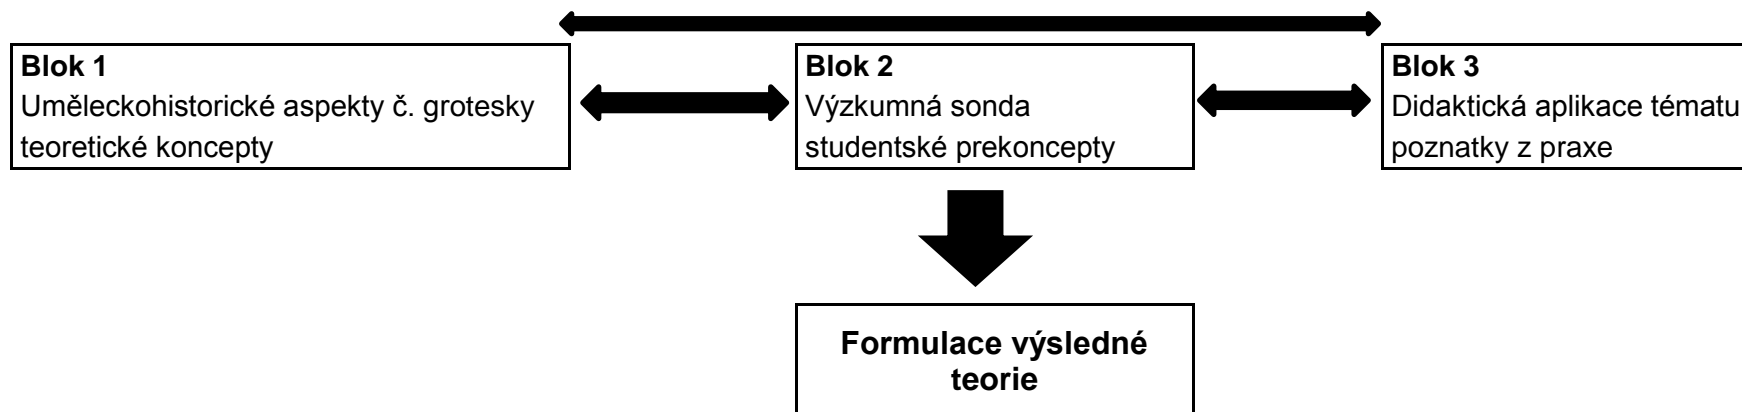 Blok 1
Uměleckohistorické aspekty č. grotesky
teoretické koncepty
Blok 2
Výzkumná sonda
studentské prekoncepty
Blok 3
Didaktická aplikace tématu
poznatky z praxe
Formulace výsledné
teorie